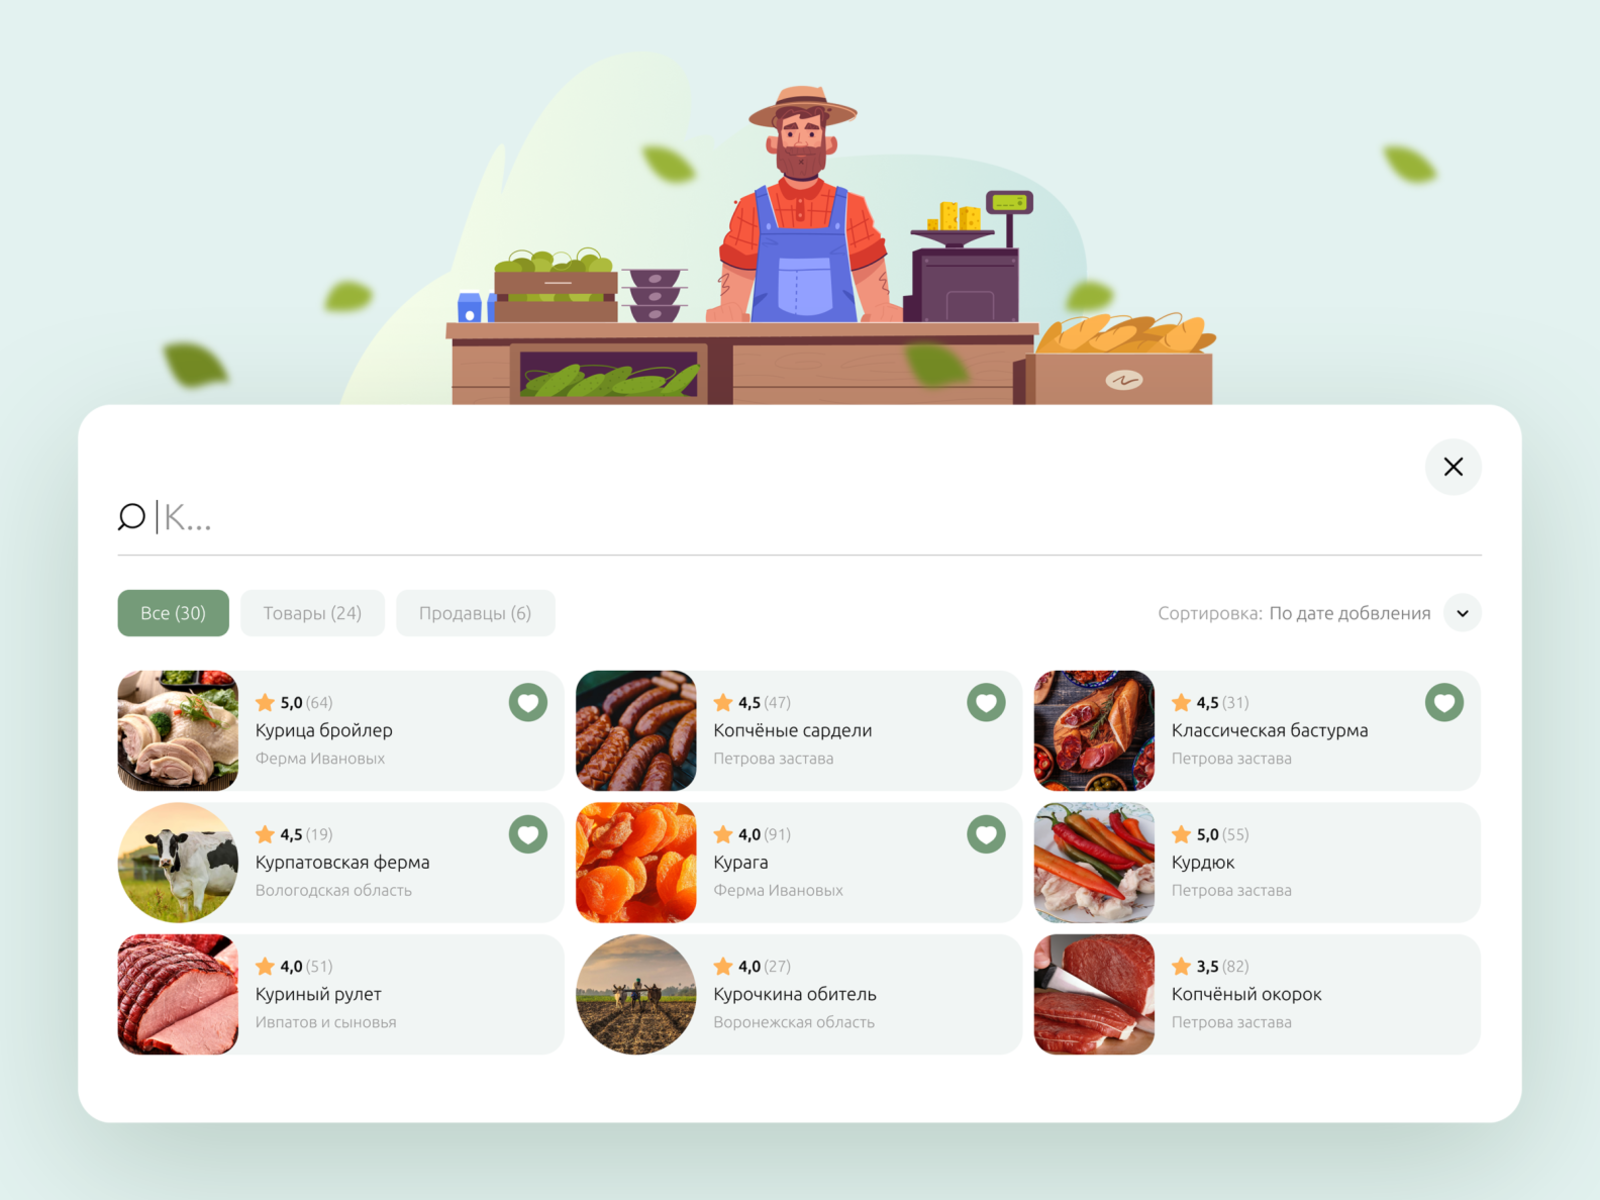 К...
Все (30)
Товары (24)
Продавцы (6)
Сортировка: По дате добвления
5,0 (64)
Курица бройлер
Ферма Ивановых
4,5 (47)
Копчёные сардели
Петрова застава
4,5 (31)
Классическая бастурма
Петрова застава
4,5 (19)
Курпатовская ферма
Вологодская область
4,0 (91)
Курага
Ферма Ивановых
5,0 (55)
Курдюк
Петрова застава
4,0 (51)
Куриный рулет
Ивпатов и сыновья
4,0 (27)
Курочкина обитель
Воронежская область
3,5 (82)
Копчёный окорок
Петрова застава